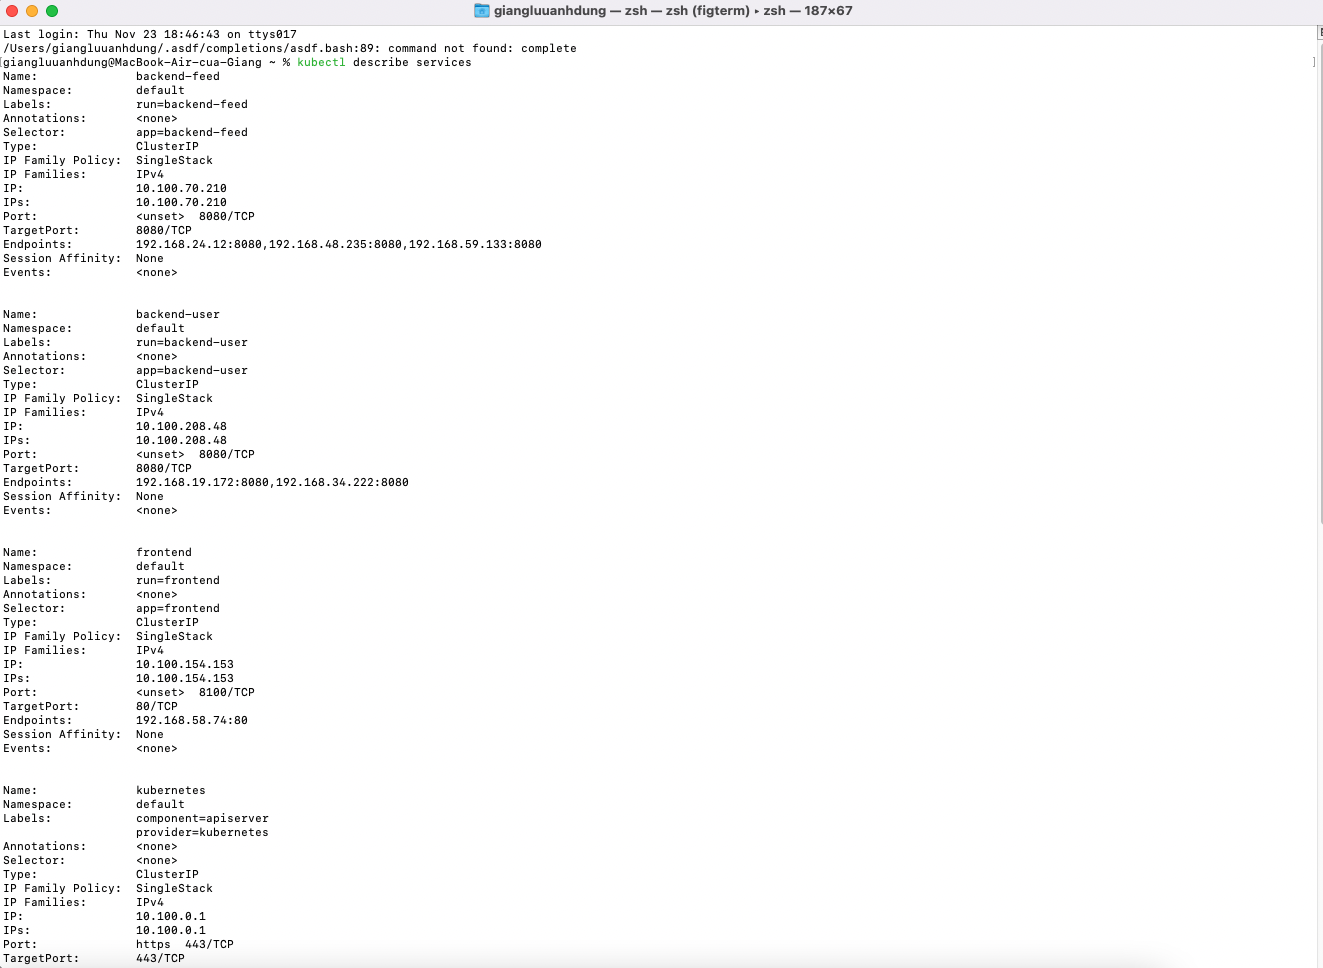 giangluuanhdung — zsh — zsh (figterm) ▸ zsh — 187×67
Last login: Thu Nov 23 18:46:43 on ttys017
/Users/giangluuanhdung/.asdf/completions/asdf.bash:89: command not found: complete
[giangluuanhdung@MacBook-Air-cua-Giang ~ % kubectl describe services ]
Name: backend-feed
Namespace: default
Labels: run=backend-feed
Annotations: <none>
Selector: app=backend-feed
Type: ClusterIP
IP Family Policy: SingleStack
IP Families: IPv4
IP: 10.100.70.210
IPs: 10.100.70.210
Port: <unset> 8080/TCP
TargetPort: 8080/TCP
Endpoints: 192.168.24.12:8080,192.168.48.235:8080,192.168.59.133:8080
Session Affinity: None
Events: <none>
Name: backend-user
Namespace: default
Labels: run=backend-user
Annotations: <none>
Selector: app=backend-user
Type: ClusterIP
IP Family Policy: SingleStack
IP Families: IPv4
IP: 10.100.208.48
IPs: 10.100.208.48
Port: <unset> 8080/TCP
TargetPort: 8080/TCP
Endpoints: 192.168.19.172:8080,192.168.34.222:8080
Session Affinity: None
Events: <none>
Name: frontend
Namespace: default
Labels: run=frontend
Annotations: <none>
Selector: app=frontend
Type: ClusterIP
IP Family Policy: SingleStack
IP Families: IPv4
IP: 10.100.154.153
IPs: 10.100.154.153
Port: <unset> 8100/TCP
TargetPort: 80/TCP
Endpoints: 192.168.58.74:80
Session Affinity: None
Events: <none>
Name: kubernetes
Namespace: default
Labels: component=apiserver
provider=kubernetes
Annotations: <none>
Selector: <none>
Type: ClusterIP
IP Family Policy: SingleStack
IP Families: IPv4
IP: 10.100.0.1
IPs: 10.100.0.1
Port: https 443/TCP
TargetPort: 443/TCP